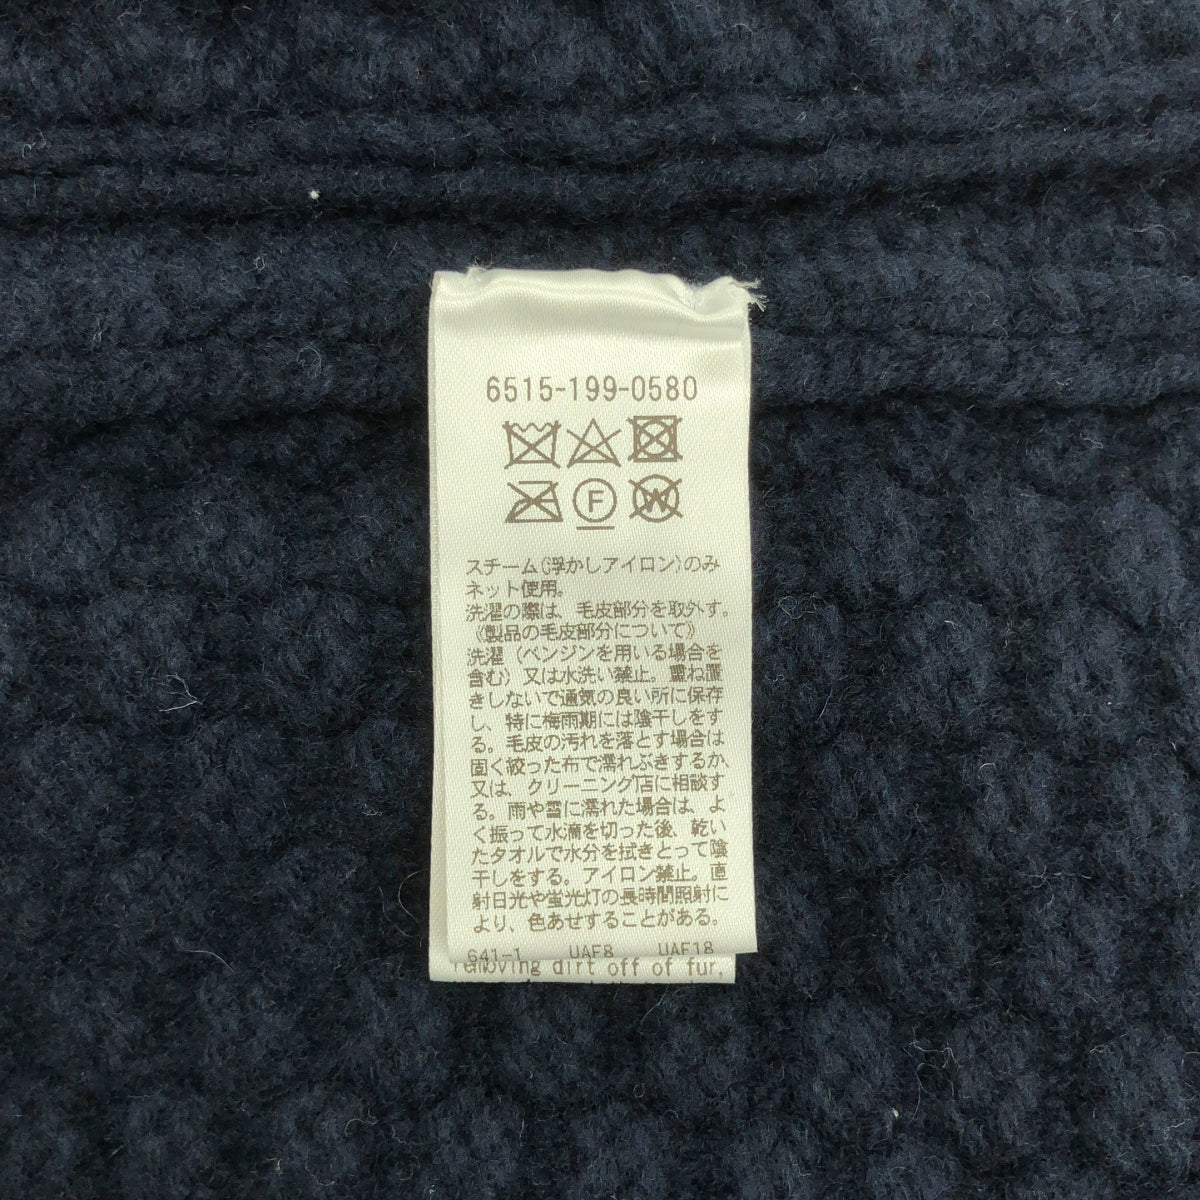 6515-199-0580
F
W
スチーム(浮かしアイロン)のみ
ネット使用。
洗濯の際は、毛皮部分を取外す。
《製品の毛皮部分について》
洗濯（ベンジンを用いる場合を
含む）又は水洗い禁止。重ね置
きしないで通気の良い所に保存
し、特に梅雨期には陰干しをす
る。毛皮の汚れを落とす場合は
固く絞った布で濡れぶきするか、
又は、クリーニング店に相談す
る。雨や雪に濡れた場合は、よ
く振って水滴を切った後、乾い
たタオルで水分を拭きとって陰
干しをする。アイロン禁止。直
射日光や蛍光灯の長時間照射に
より、色あせすることがある。
641-1 UAF8 UAF18
removing dirt off of fur,